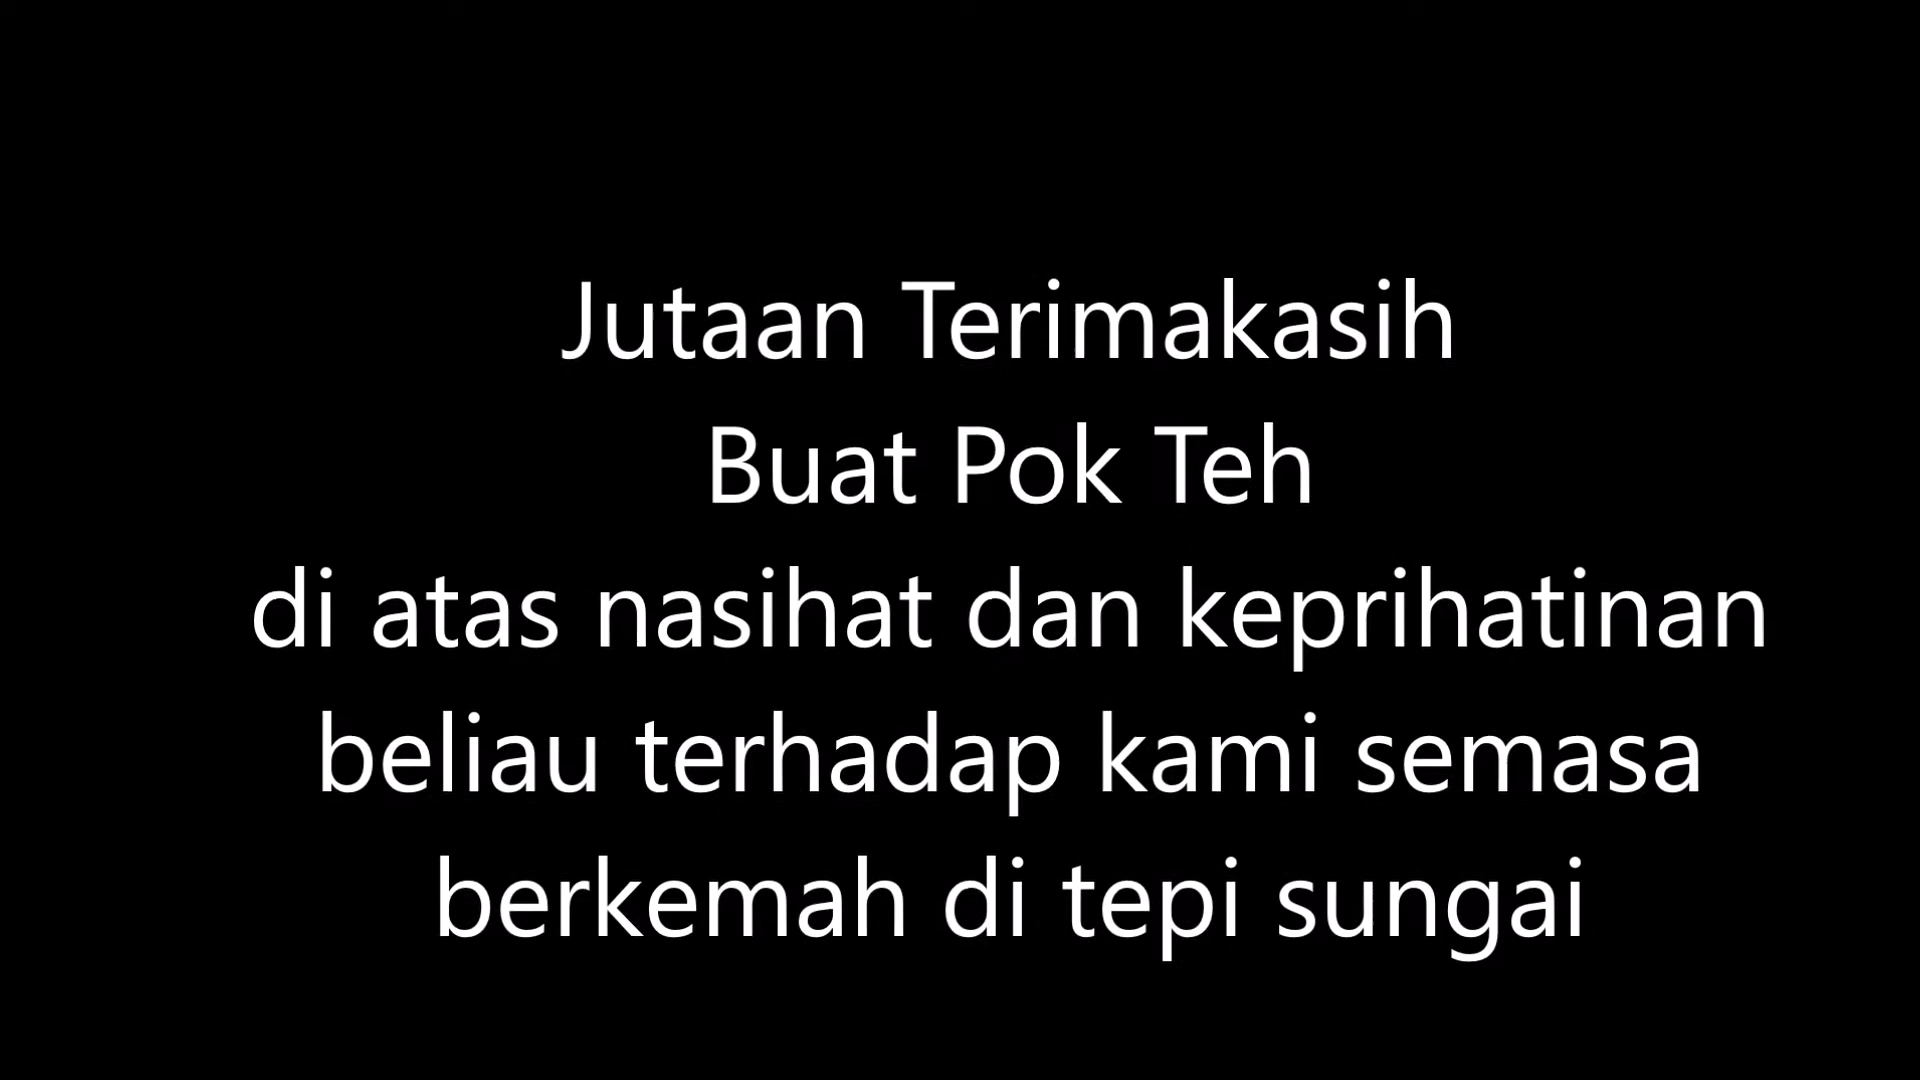 Jutaan Terimakasih
Buat Pok Teh
di atas nasihat dan keprihatinan
beliau terhadap kami semasa
berkemah di tepi sungai